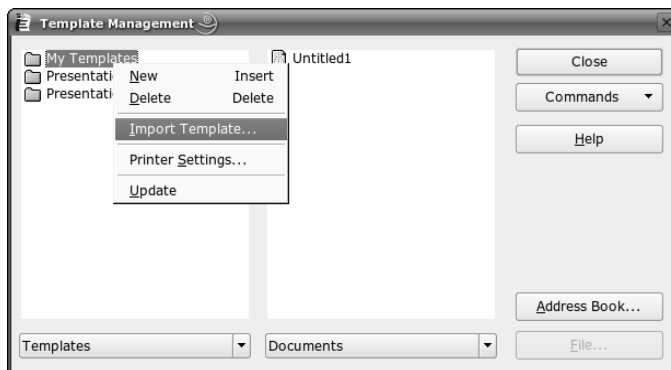 Template Management
My Templates
Presentati
Presentati
New Insert
Delete Delete
Import Template...
Printer Settings...
Update
Untitled1
Close
Commands
Help
Address Book...
File...
Templates
Documents